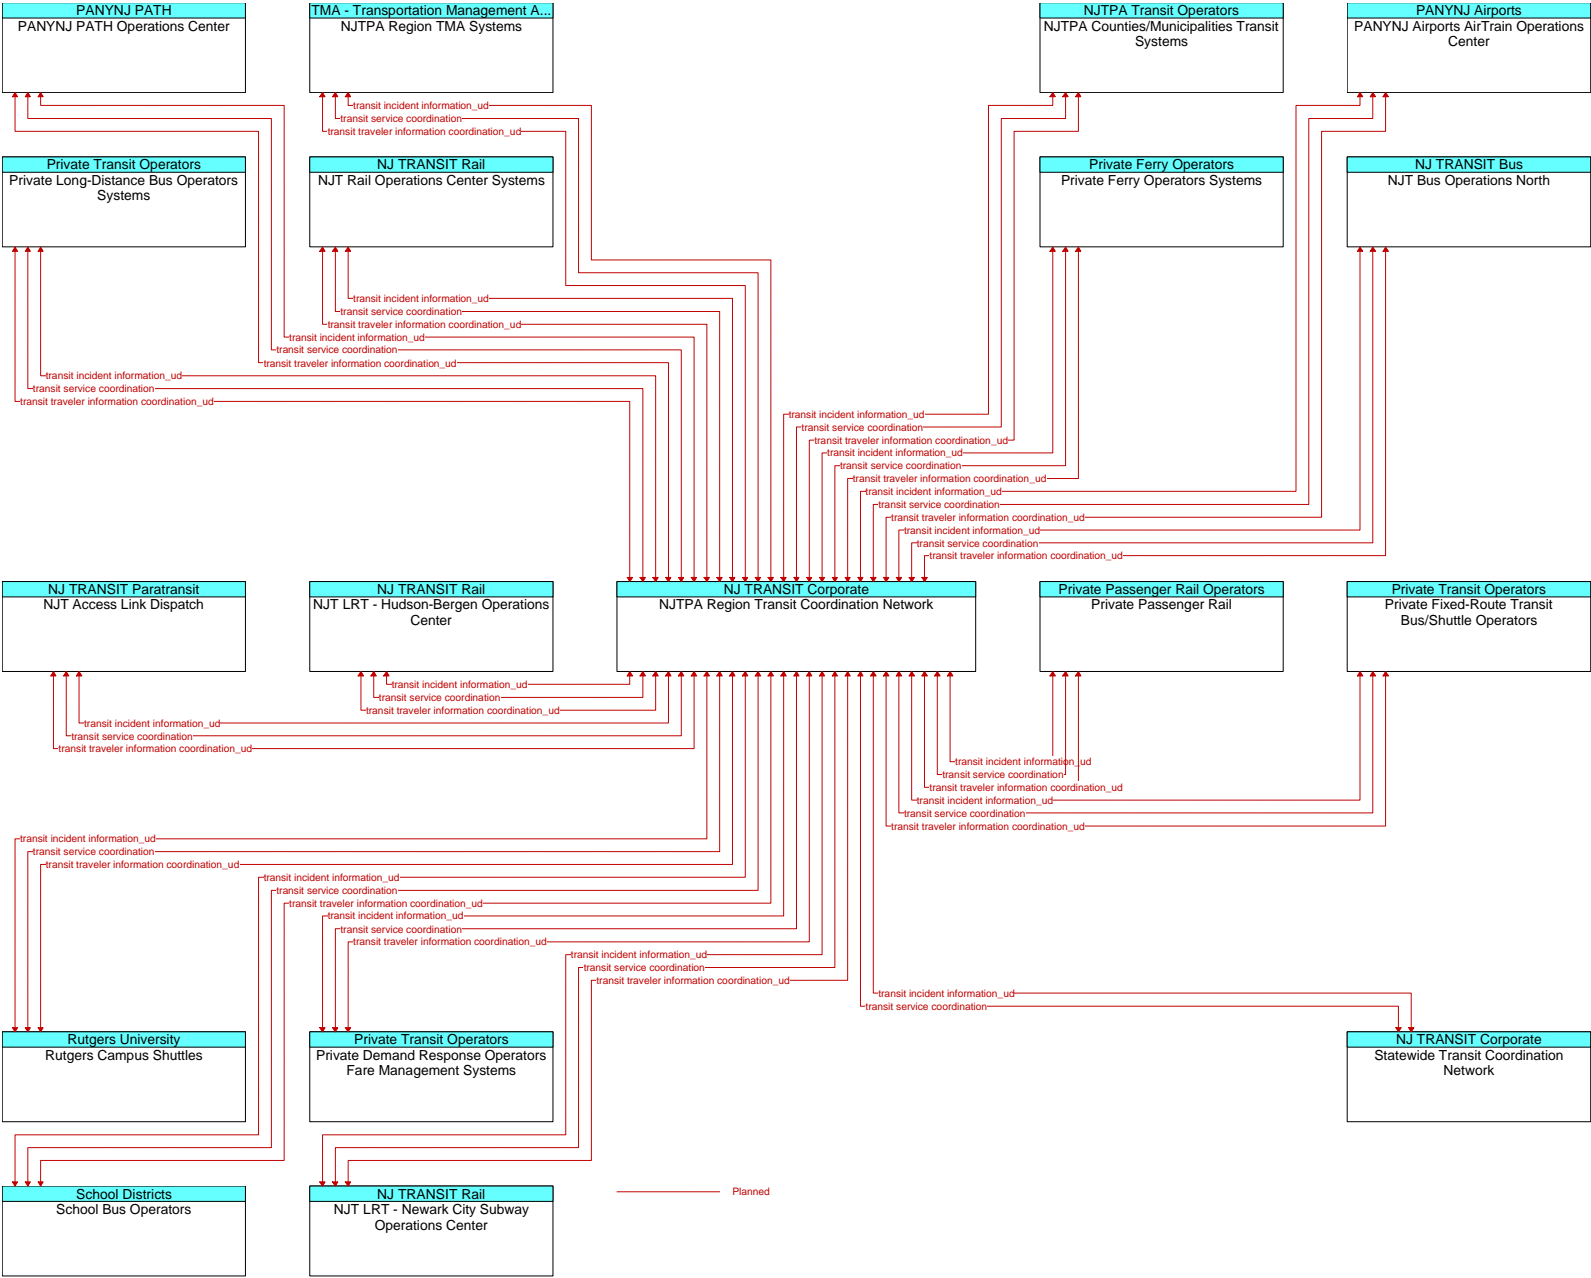 PANYNJ PATH
PANYNJ PATH Operations Center
TMA - Transportation Management A...
NJTPA Region TMA Systems
NJTPA Transit Operators
NJTPA Counties/Municipalities Transit
Systems
PANYNJ Airports
PANYNJ Airports AirTrain Operations
Center
transit incident information_ud
transit service coordination
transit traveler information coordination_ud
Private Transit Operators
Private Long-Distance Bus Operators
Systems
NJ TRANSIT Rail
NJT Rail Operations Center Systems
Private Ferry Operators
Private Ferry Operators Systems
NJ TRANSIT Bus
NJT Bus Operations North
transit incident information_ud
transit service coordination
transit traveler information coordination_ud
transit incident information_ud
transit service coordination
transit traveler information coordination_ud
transit incident information_ud
transit service coordination
transit traveler information coordination_ud
transit incident information_ud
transit service coordination
transit traveler information coordination_ud
transit incident information_ud
transit service coordination
transit traveler information coordination_ud
transit incident information_ud
transit service coordination
transit traveler information coordination_ud
transit incident information_ud
transit service coordination
transit traveler information coordination_ud
NJ TRANSIT Paratransit
NJT Access Link Dispatch
NJ TRANSIT Rail
NJT LRT - Hudson-Bergen Operations
Center
NJ TRANSIT Corporate
NJTPA Region Transit Coordination Network
Private Passenger Rail Operators
Private Passenger Rail
Private Transit Operators
Private Fixed-Route Transit
Bus/Shuttle Operators
transit incident information_ud
transit service coordination
transit traveler information coordination_ud
transit incident information_ud
transit service coordination
transit traveler information coordination_ud
transit incident information_ud
transit service coordination
transit traveler information coordination_ud
transit incident information_ud
transit service coordination
transit traveler information coordination_ud
transit incident information_ud
transit service coordination
transit traveler information coordination_ud
transit incident information_ud
transit service coordination
transit traveler information coordination_ud
transit incident information_ud
transit service coordination
transit traveler information coordination_ud
transit incident information_ud
transit service coordination
transit traveler information coordination_ud
transit incident information_ud
transit service coordination
Rutgers University
Rutgers Campus Shuttles
Private Transit Operators
Private Demand Response Operators
Fare Management Systems
NJ TRANSIT Corporate
Statewide Transit Coordination
Network
School Districts
School Bus Operators
NJ TRANSIT Rail
NJT LRT - Newark City Subway
Operations Center
Planned